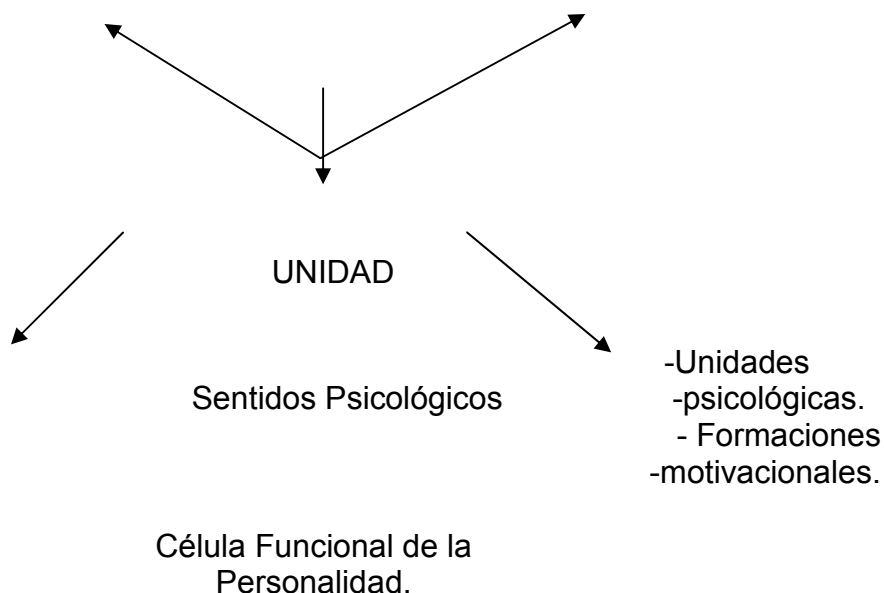 UNIDAD
-Unidades
-psicológicas.
- Formaciones
-motivacionales.
Sentidos Psicológicos
Célula Funcional de la
Personalidad.